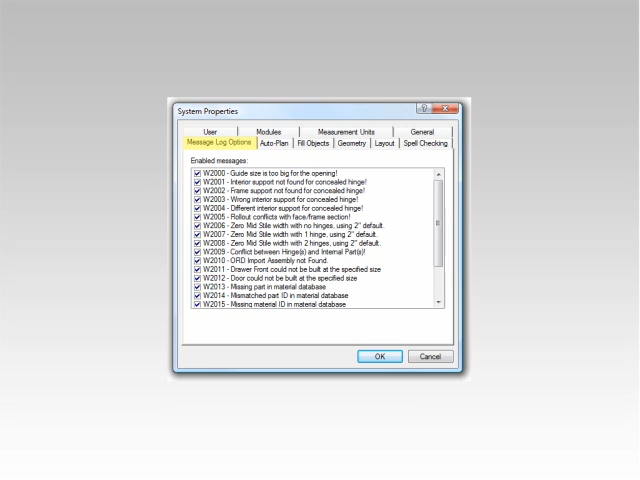 System Properties
User Modules Measurement Units General
Message Log Options Auto-Plan Fill Objects Geometry Layout Spell Checking
Enabled messages:
W2000 - Guide size is too big for the opening!
W2001 - Interior support not found for concealed hinge!
W2002 - Frame support not found for concealed hinge!
W2003 - Wrong interior support for concealed hinge!
W2004 - Different interior support for concealed hinge!
W2005 - Rollout conflicts with face/frame section!
W2006 - Zero Mid Stile width with no hinges, using 2" default.
W2007 - Zero Mid Stile width with 1 hinge, using 2" default.
W2008 - Zero Mid Stile width with 2 hinges, using 2" default.
W2009 - Conflict between Hinge(s) and Internal Part(s)!
W2010 - ORD Import Assembly not Found.
W2011 - Drawer Front could not be built at the specified size
W2012 - Door could not be built at the specified size
W2013 - Missing part in material database
W2014 - Mismatched part ID in material database
W2015 - Missing material ID in material database
OK Cancel